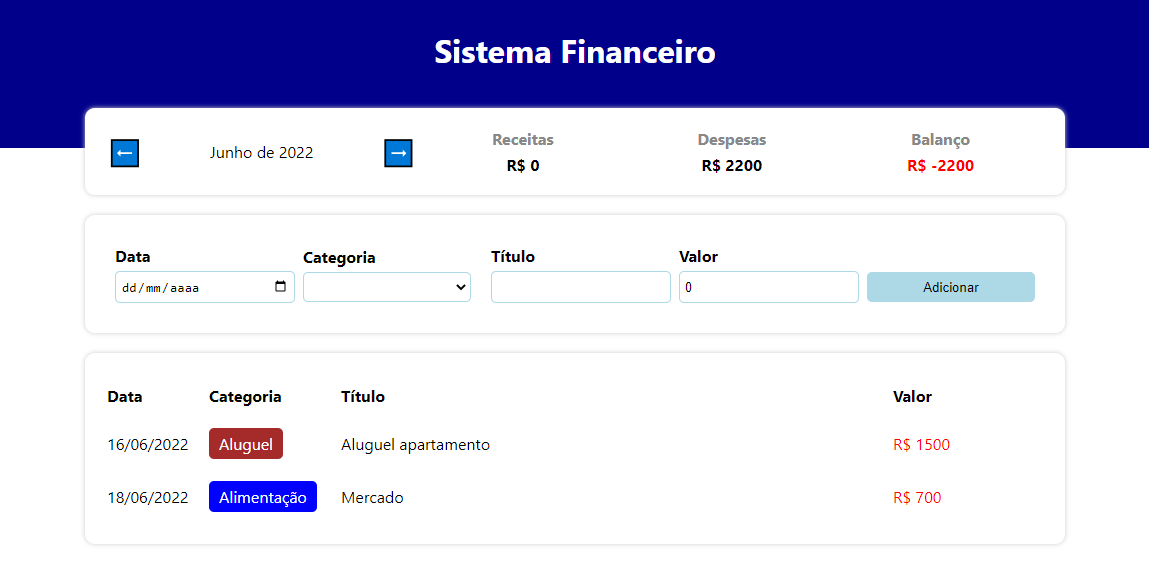 Sistema Financeiro
← Junho de 2022 →
Receitas Despesas Balanço
R$ 0 R$ 2200 R$ -2200
Data Categoria Título Valor
dd/mm/aaaa 0 Adicionar
Data Categoria Título Valor
16/06/2022 Aluguel Aluguel apartamento R$ 1500
18/06/2022 Alimentação Mercado R$ 700